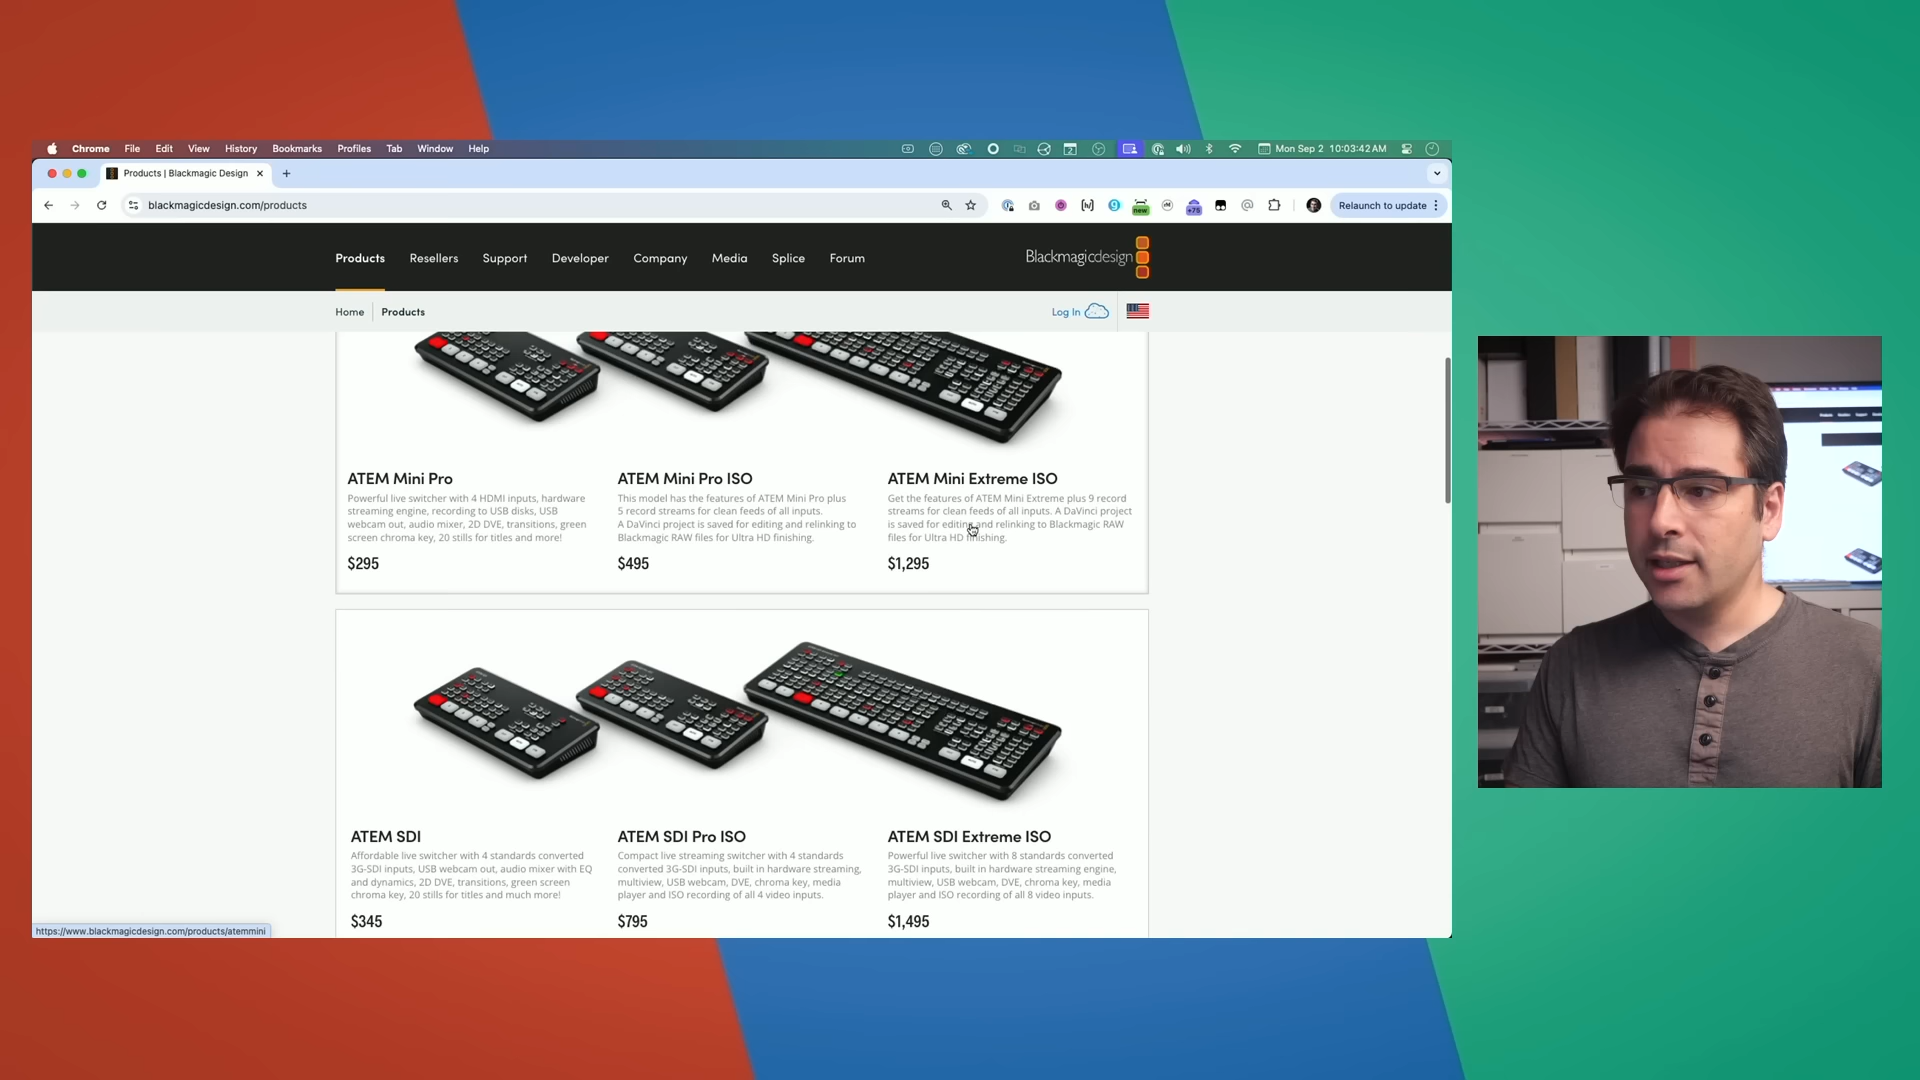 Chrome File Edit View History Bookmarks Profiles Tab Window Help
Mon Sep 2 10:03:42 AM
Products | Blackmagic Design
blackmagicdesign.com/products
new
+75
Relaunch to update
Products Resellers Support Developer Company Media Splice Forum
Blackmagicdesign
Home Products
Log In
ATEM Mini Pro
Powerful live switcher with 4 HDMI inputs, hardware
streaming engine, recording to USB disks, USB
webcam out, audio mixer, 2D DVE, transitions, green
screen chroma key, 20 stills for titles and more!
$295
ATEM Mini Pro ISO
This model has the features of ATEM Mini Pro plus
5 record streams for clean feeds of all inputs.
A DaVinci project is saved for editing and relinking to
Blackmagic RAW files for Ultra HD finishing.
$495
ATEM Mini Extreme ISO
Get the features of ATEM Mini Extreme plus 9 record
streams for clean feeds of all inputs. A DaVinci project
is saved for editing and relinking to Blackmagic RAW
files for Ultra HD finishing.
$1,295
ATEM SDI
Affordable live switcher with 4 standards converted
3G-SDI inputs, USB webcam out, audio mixer with EQ
and dynamics, 2D DVE, transitions, green screen
chroma key, 20 stills for titles and much more!
$345
ATEM SDI Pro ISO
Compact live streaming switcher with 4 standards
converted 3G-SDI inputs, built in hardware streaming,
multiview, USB webcam, DVE, chroma key, media
player and ISO recording of all 4 video inputs.
$795
ATEM SDI Extreme ISO
Powerful live switcher with 8 standards converted
3G-SDI inputs, built in hardware streaming engine,
multiview, USB webcam, DVE, chroma key, media
player and ISO recording of all 8 video inputs.
$1,495
https://www.blackmagicdesign.com/products/atemmini